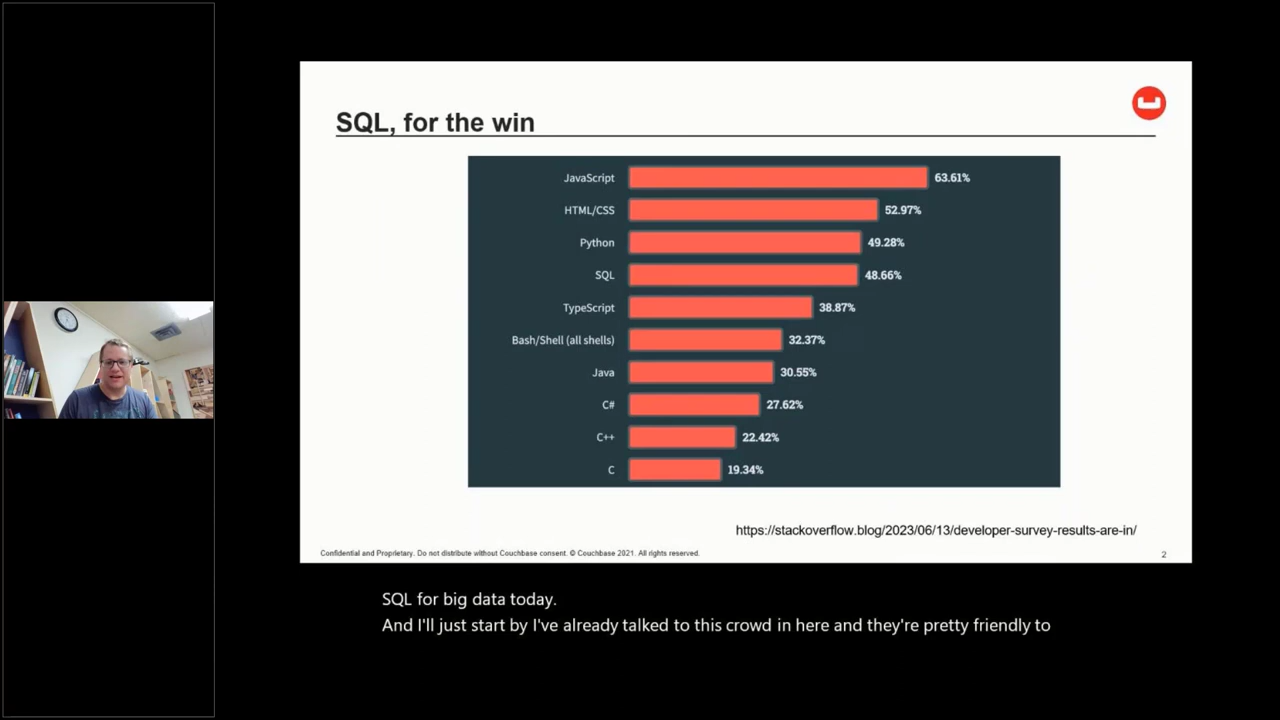 SQL, for the win
JavaScript 63.61%
HTML/CSS 52.97%
Python 49.28%
SQL 48.66%
TypeScript 38.87%
Bash/Shell (all shells) 32.37%
Java 30.55%
C# 27.62%
C++ 22.42%
C 19.34%
https://stackoverflow.blog/2023/06/13/developer-survey-results-are-in/
Confidential and Proprietary. Do not distribute without Couchbase consent. © Couchbase 2021. All rights reserved. 2
SQL for big data today.
And I'll just start by I've already talked to this crowd in here and they're pretty friendly to